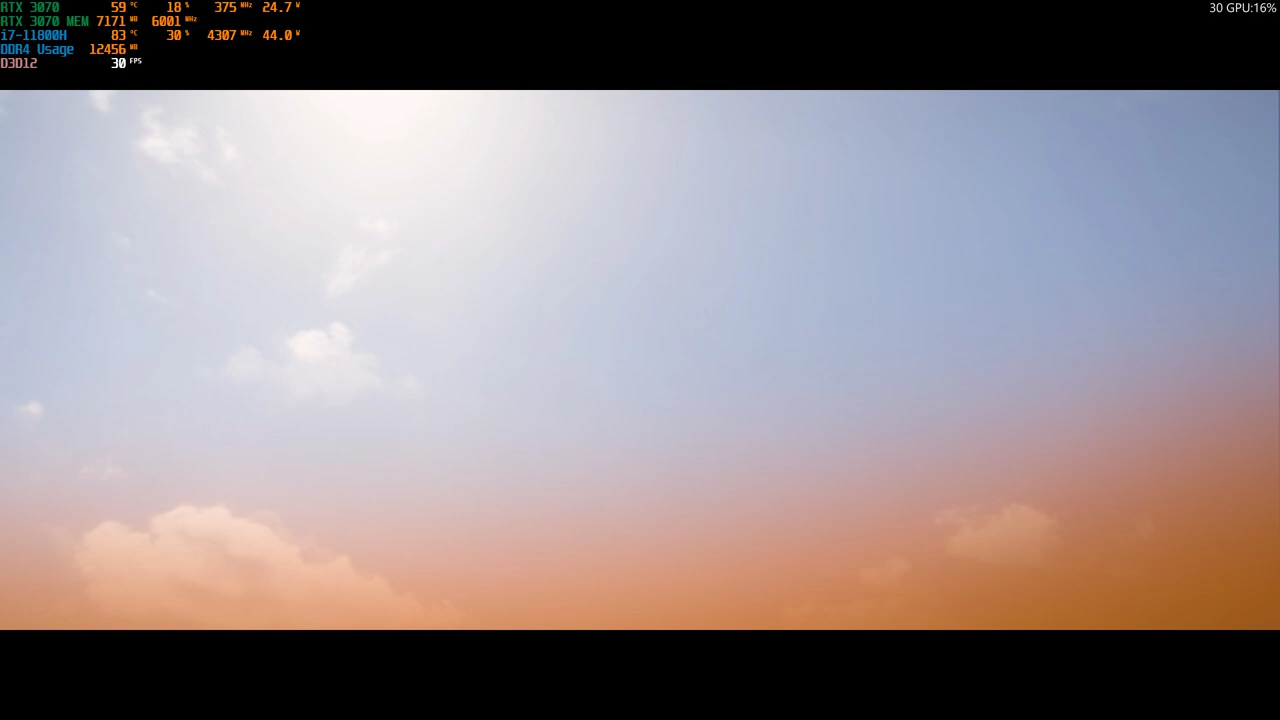 RTX 3070 59 °C 18 % 375 MHz 24.7 W
RTX 3070 MEM 7171 MB 6001 MHz
i7-11800H 83 °C 30 % 4307 MHz 44.0 W
DDR4 Usage 12456 MB
D3D12 30 FPS
30 GPU:16%